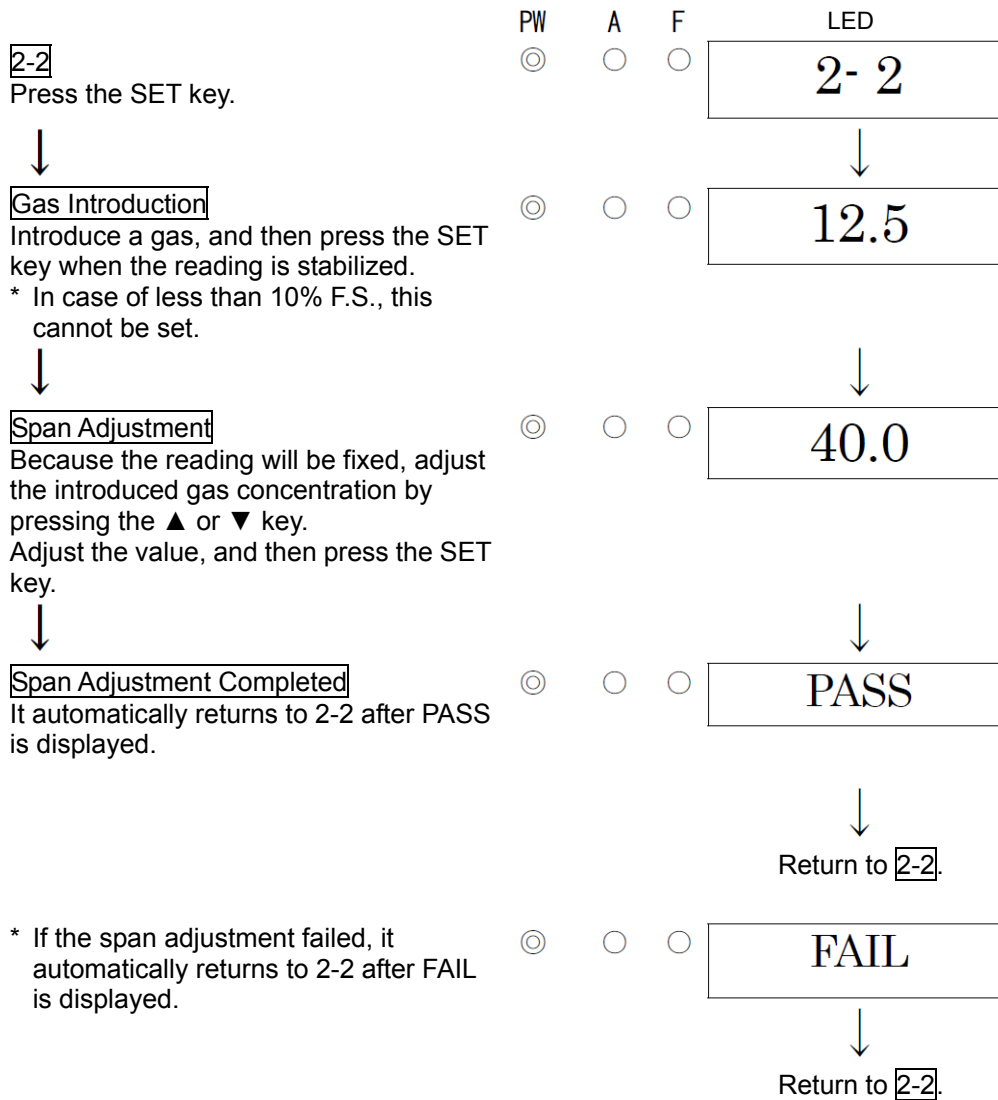 PW A F LED
2-2 ◎ ○ ○ 2- 2
Press the SET key.
↓ ↓
Gas Introduction ◎ ○ ○ 12.5
Introduce a gas, and then press the SET
key when the reading is stabilized.
* In case of less than 10% F.S., this
cannot be set.
↓ ↓
Span Adjustment ◎ ○ ○ 40.0
Because the reading will be fixed, adjust
the introduced gas concentration by
pressing the ▲ or ▼ key.
Adjust the value, and then press the SET
key.
↓ ↓
Span Adjustment Completed ◎ ○ ○ PASS
It automatically returns to 2-2 after PASS
is displayed.
↓
Return to 2-2.
* If the span adjustment failed, it ◎ ○ ○ FAIL
automatically returns to 2-2 after FAIL
is displayed.
↓
Return to 2-2.